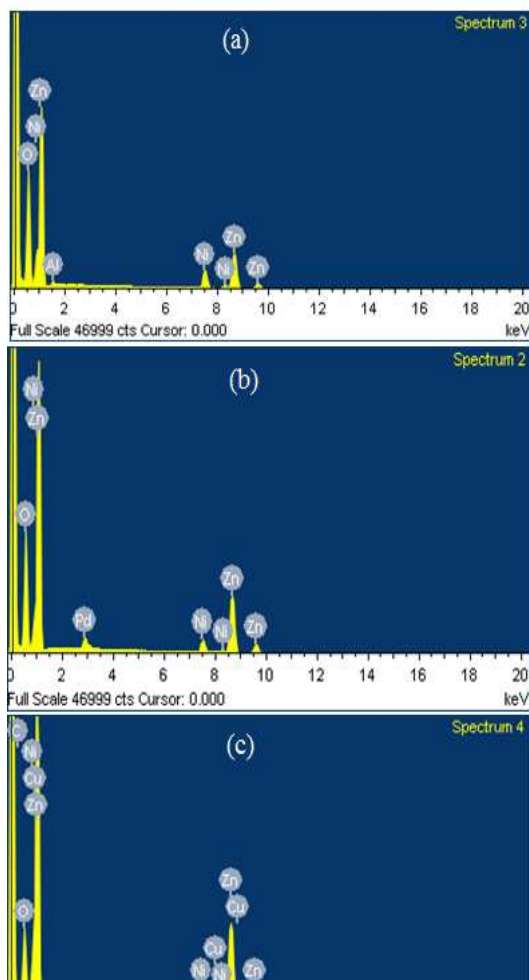 Spectrum 3
(a)
Zn
Ni
O
Al
Ni
Ni
Zn
Zn
0 2 4 6 8 10 12 14 16 18 20
Full Scale 46999 cts Cursor: 0.000 keV
Spectrum 2
(b)
Ni
Zn
O
Pd
Ni
Ni
Zn
Zn
0 2 4 6 8 10 12 14 16 18 20
Full Scale 46999 cts Cursor: 0.000 keV
Spectrum 4
(c)
C
Ni
Cu
Zn
O
Zn
Cu
Cu
Ni
Ni
Zn